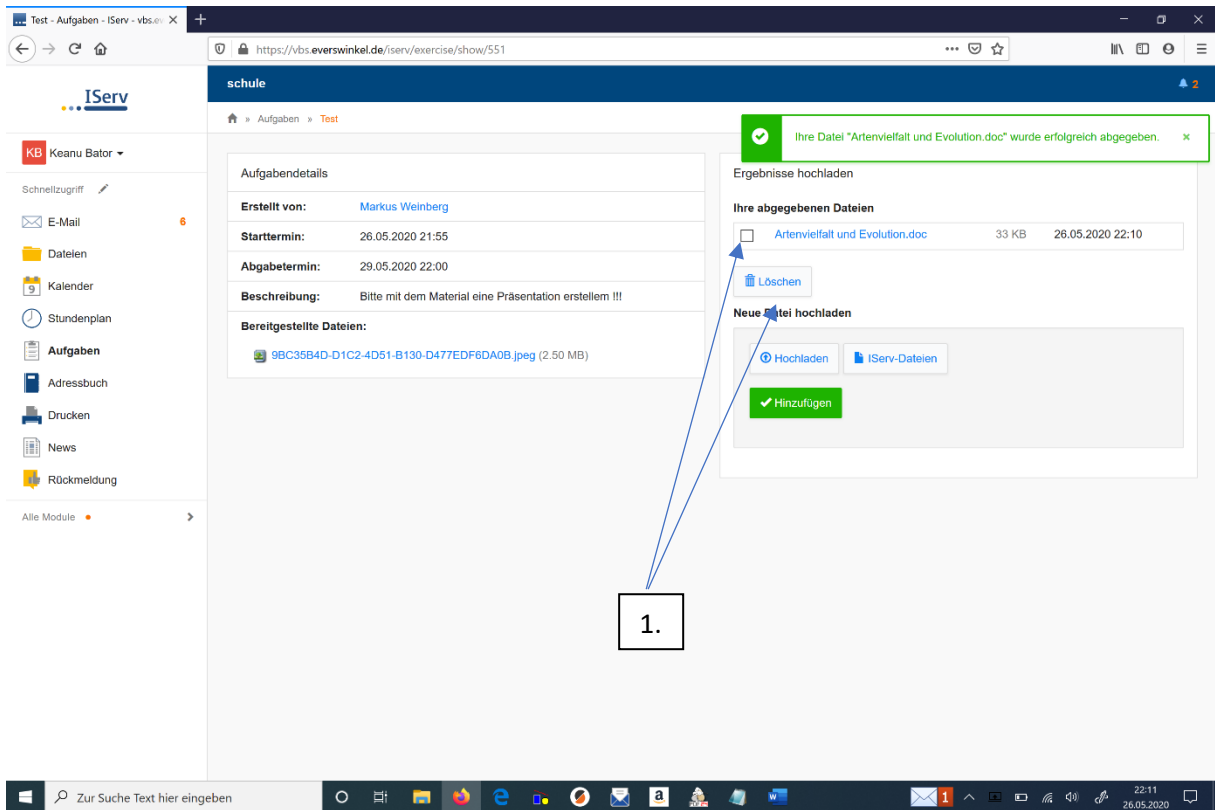 Test - Aufgaben - IServ - vbs.ev
https://vbs.everswinkel.de/iserv/exercise/show/551
IServ
schule
2
» Aufgaben » Test
Ihre Datei "Artenvielfalt und Evolution.doc" wurde erfolgreich abgegeben. ×
KB Keanu Bator
Schnellzugriff
E-Mail 6
Dateien
9 Kalender
Stundenplan
Aufgaben
Adressbuch
Drucken
News
Rückmeldung
Alle Module
Aufgabendetails
Erstellt von: Markus Weinberg
Starttermin: 26.05.2020 21:55
Abgabetermin: 29.05.2020 22:00
Beschreibung: Bitte mit dem Material eine Präsentation erstellem !!!
Bereitgestellte Dateien:
9BC35B4D-D1C2-4D51-B130-D477EDF6DA0B.jpeg (2.50 MB)
Ergebnisse hochladen
Ihre abgegebenen Dateien
Artenvielfalt und Evolution.doc 33 KB 26.05.2020 22:10
Löschen
Neue Datei hochladen
Hochladen IServ-Dateien
Hinzufügen
1.
Zur Suche Text hier eingeben
a
1
22:11
26.05.2020